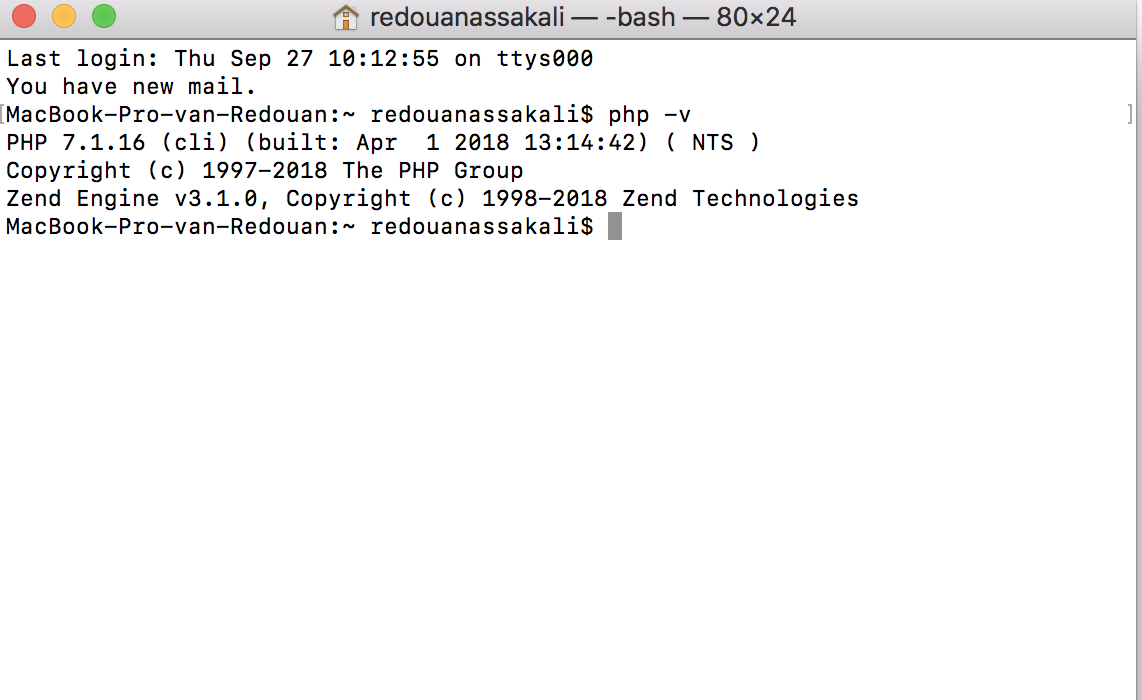 redouanassakali — -bash — 80×24
Last login: Thu Sep 27 10:12:55 on ttys000
You have new mail.
[MacBook-Pro-van-Redouan:~ redouanassakali$ php -v ]
PHP 7.1.16 (cli) (built: Apr  1 2018 13:14:42) ( NTS )
Copyright (c) 1997-2018 The PHP Group
Zend Engine v3.1.0, Copyright (c) 1998-2018 Zend Technologies
MacBook-Pro-van-Redouan:~ redouanassakali$